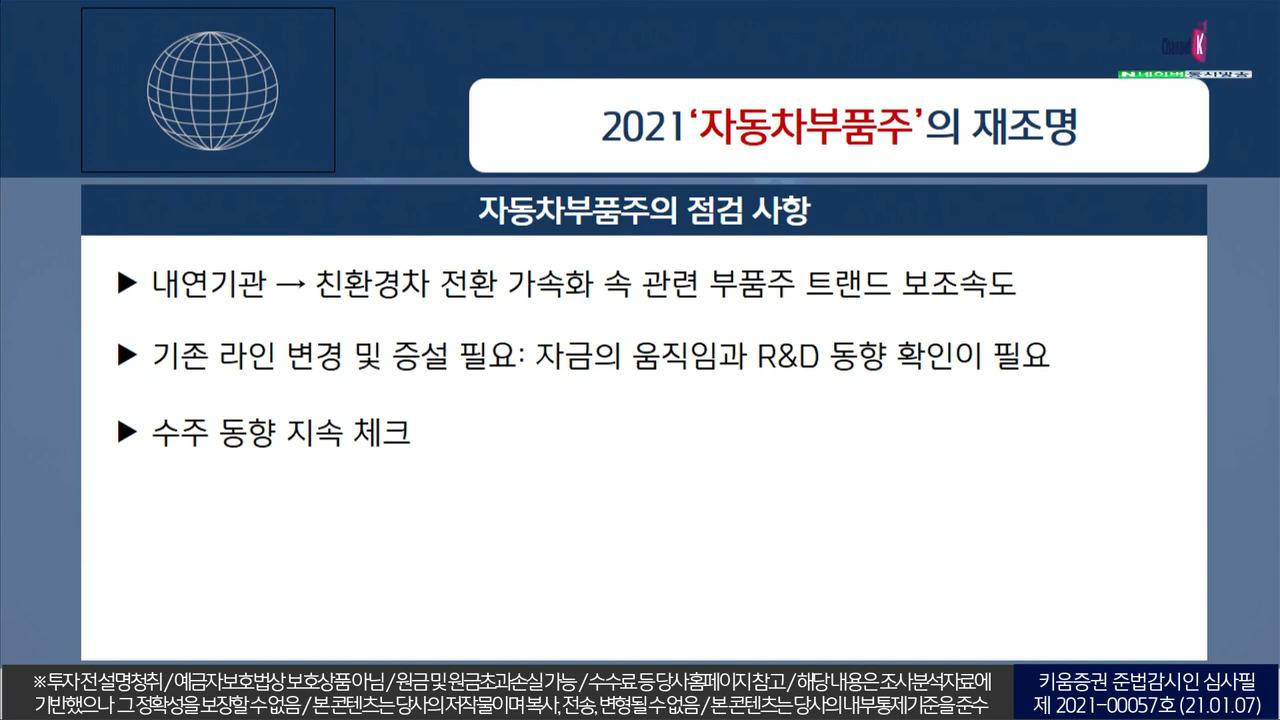 Channel K
N 네이버 동시방송
2021 ‘자동차부품주’의 재조명
자동차부품주의 점검 사항
▶ 내연기관 → 친환경차 전환 가속화 속 관련 부품주 트랜드 보조속도
▶ 기존 라인 변경 및 증설 필요: 자금의 움직임과 R&D 동향 확인이 필요
▶ 수주 동향 지속 체크
※ 투자 전 설명청취 / 예금자보호법상 보호상품 아님 / 원금 및 원금초과손실 가능 / 수수료 등 당사홈페이지 참고 / 해당 내용은 조사분석자료에
기반했으나 그 정확성을 보장할 수 없음 / 본 콘텐츠는 당사의 저작물이며 복사, 전송, 변형될 수 없음 / 본 콘텐츠는 당사의 내부통제기준을 준수
키움증권 준법감시인 심사필
제 2021-00057호 (21.01.07)